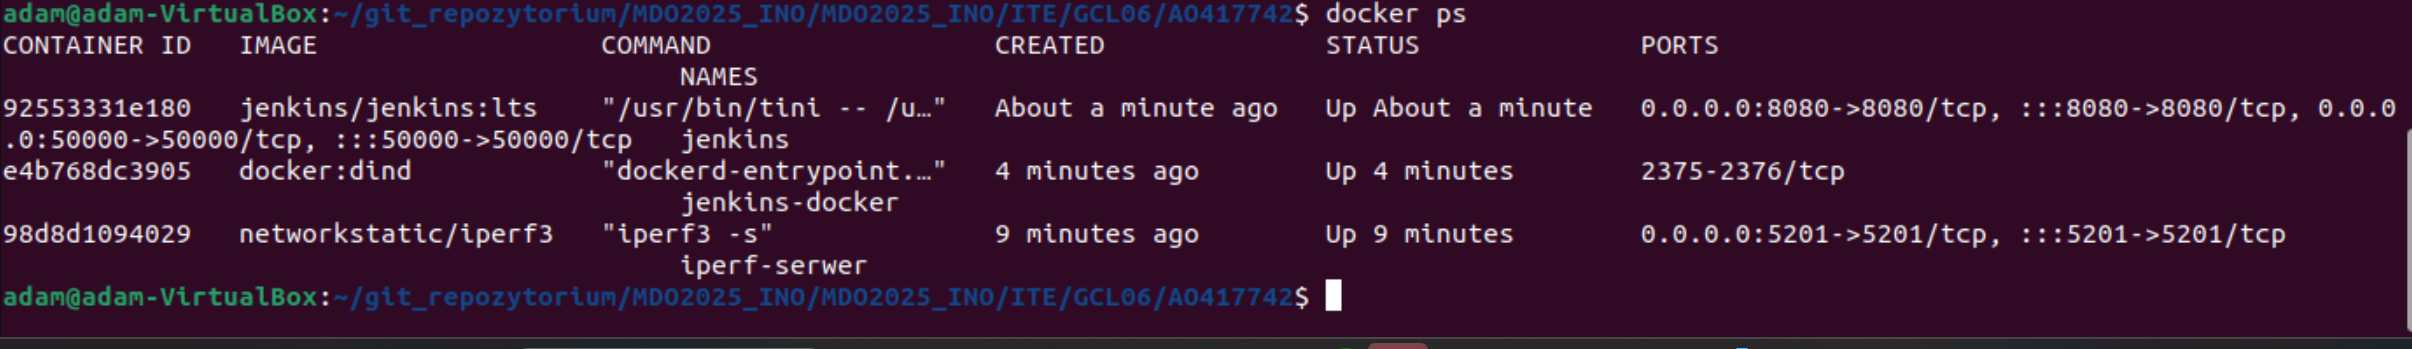 adam@adam-VirtualBox:~/git_repozytorium/MDO2025_INO/MDO2025_INO/ITE/GCL06/AO417742$ docker ps
CONTAINER ID   IMAGE                  COMMAND                  CREATED              STATUS              PORTS
NAMES
92553331e180   jenkins/jenkins:lts    "/usr/bin/tini -- /u…"   About a minute ago   Up About a minute   0.0.0.0:8080->8080/tcp, :::8080->8080/tcp, 0.0.0
.0:50000->50000/tcp, :::50000->50000/tcp   jenkins
e4b768dc3905   docker:dind            "dockerd-entrypoint.…"   4 minutes ago        Up 4 minutes        2375-2376/tcp
jenkins-docker
98d8d1094029   networkstatic/iperf3   "iperf3 -s"              9 minutes ago        Up 9 minutes        0.0.0.0:5201->5201/tcp, :::5201->5201/tcp
iperf-serwer
adam@adam-VirtualBox:~/git_repozytorium/MDO2025_INO/MDO2025_INO/ITE/GCL06/AO417742$